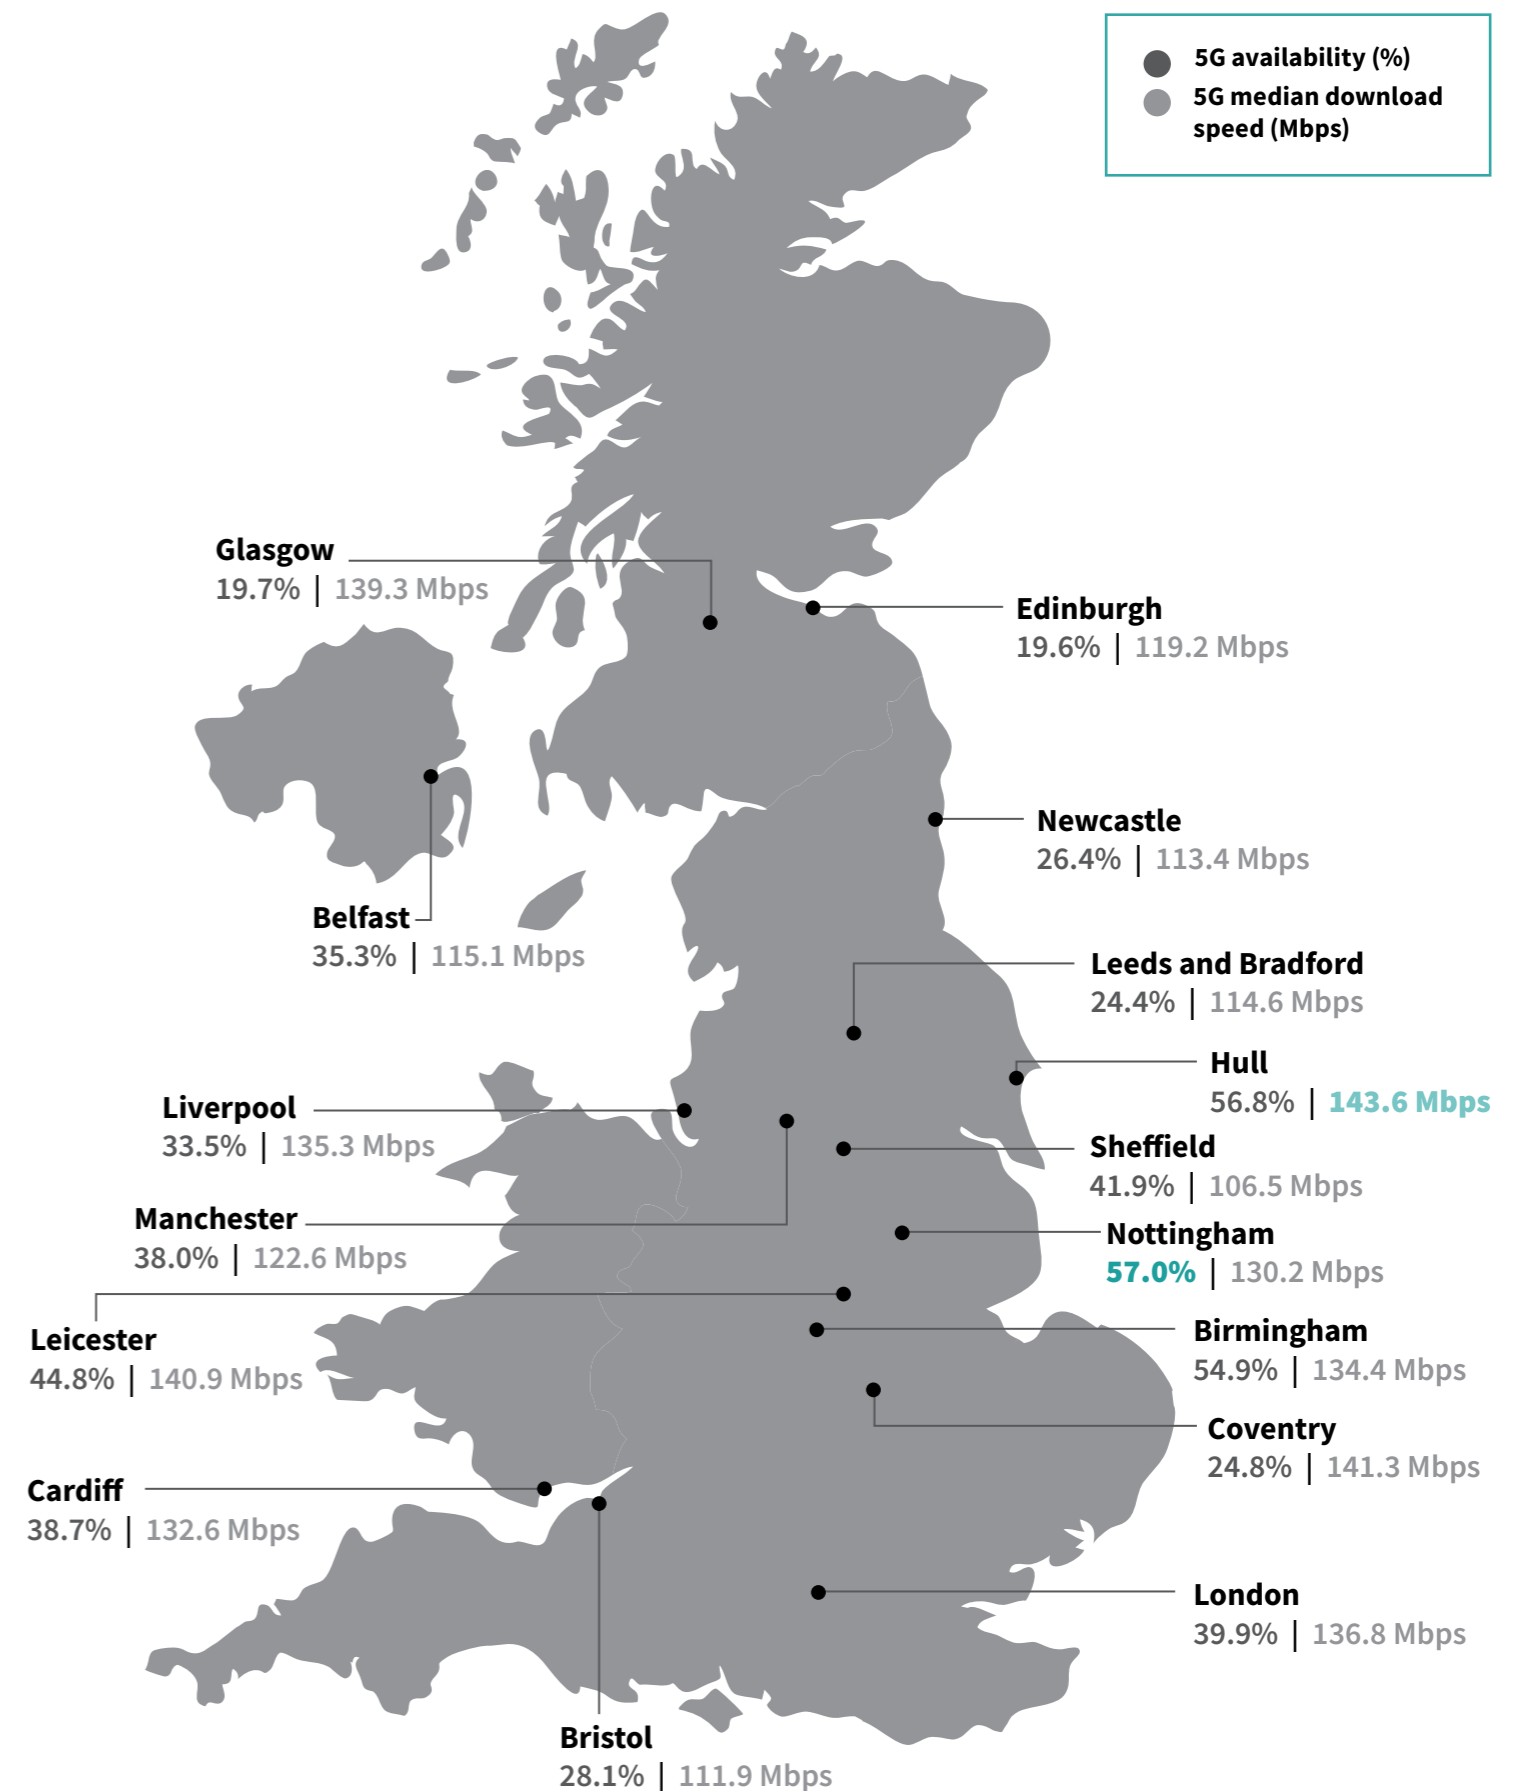 5G availability (%)
5G median download
speed (Mbps)
Glasgow
19.7% | 139.3 Mbps
Edinburgh
19.6% | 119.2 Mbps
Newcastle
26.4% | 113.4 Mbps
Belfast
35.3% | 115.1 Mbps
Leeds and Bradford
24.4% | 114.6 Mbps
Hull
56.8% | 143.6 Mbps
Liverpool
33.5% | 135.3 Mbps
Sheffield
41.9% | 106.5 Mbps
Manchester
38.0% | 122.6 Mbps
Nottingham
57.0% | 130.2 Mbps
Leicester
44.8% | 140.9 Mbps
Birmingham
54.9% | 134.4 Mbps
Coventry
24.8% | 141.3 Mbps
Cardiff
38.7% | 132.6 Mbps
London
39.9% | 136.8 Mbps
Bristol
28.1% | 111.9 Mbps